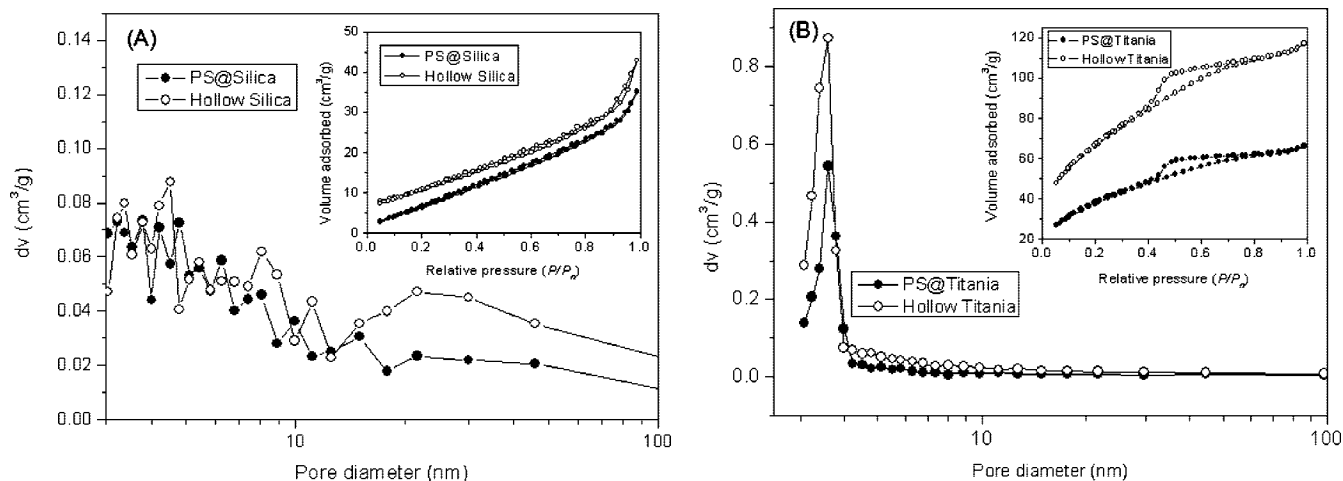 (A)
PS@Silica
Hollow Silica
0.14
0.12
0.10
0.08
0.06
0.04
0.02
0.00
dv (cm³/g)
10
100
Pore diameter (nm)
PS@Silica
Hollow Silica
50
40
30
20
10
0
Volume adsorbed (cm³/g)
0.0 0.2 0.4 0.6 0.8 1.0
Relative pressure (P/Pₒ)
(B)
PS@Titania
Hollow Titania
0.8
0.6
0.4
0.2
0.0
dv (cm³/g)
10
100
Pore diameter (nm)
PS@Titania
Hollow Titania
120
100
80
60
40
20
Volume adsorbed (cm³/g)
0.0 0.2 0.4 0.6 0.8 1.0
Relative pressure (P/Pₒ)